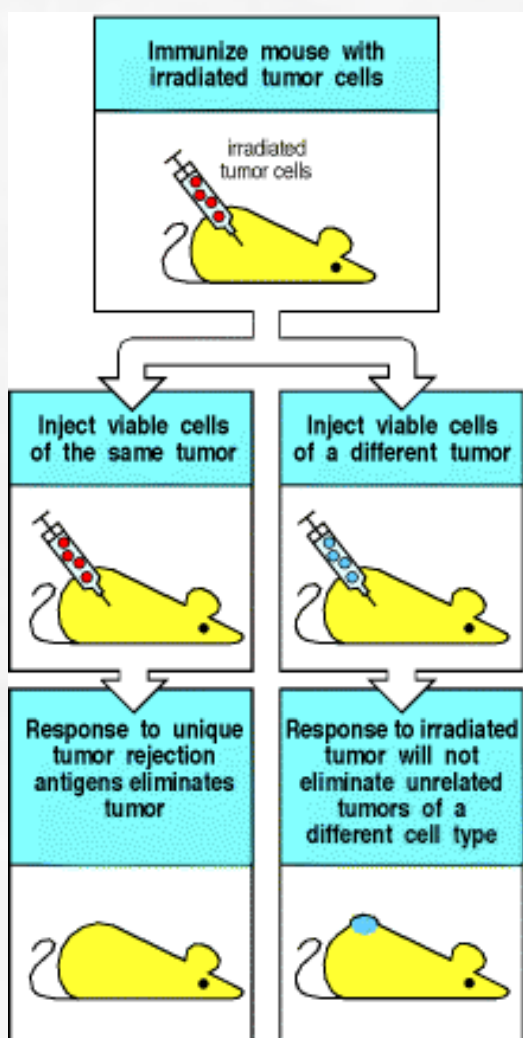 Immunize mouse with
irradiated tumor cells
irradiated
tumor cells
Inject viable cells
of the same tumor
Inject viable cells
of a different tumor
Response to unique
tumor rejection
antigens eliminates
tumor
Response to irradiated
tumor will not
eliminate unrelated
tumors of a
different cell type